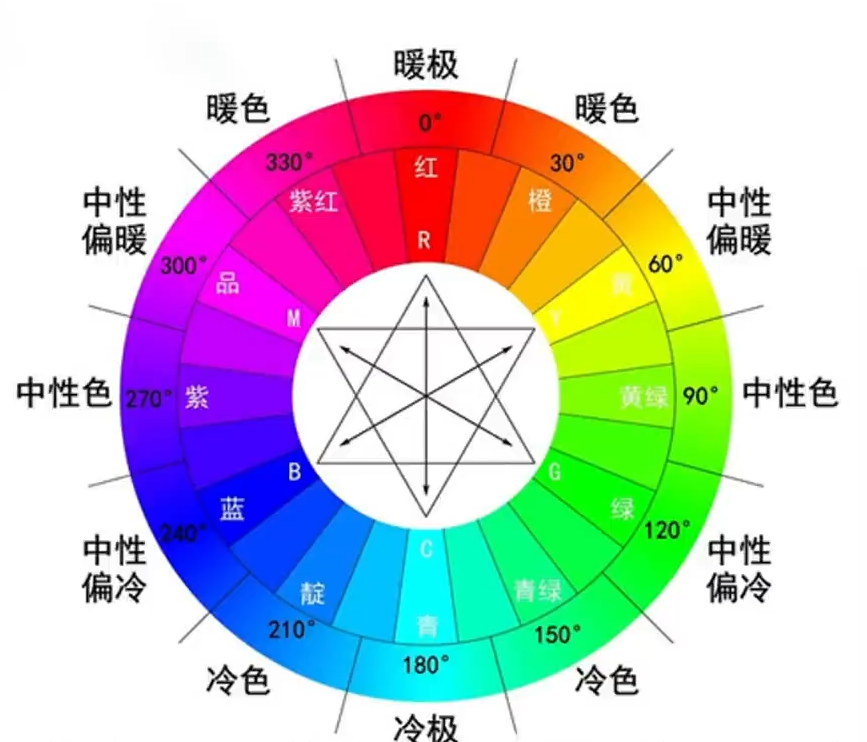 暖极
暖色
暖色
0°
330°
30°
红
紫红
橙
中性
偏暖
中性
偏暖
R
300°
60°
品
黄
M
Y
中性色
270°
紫
黄绿
90°
中性色
B
G
蓝
绿
240°
120°
中性
偏冷
中性
偏冷
C
靛
青绿
青
210°
150°
180°
冷色
冷色
冷极